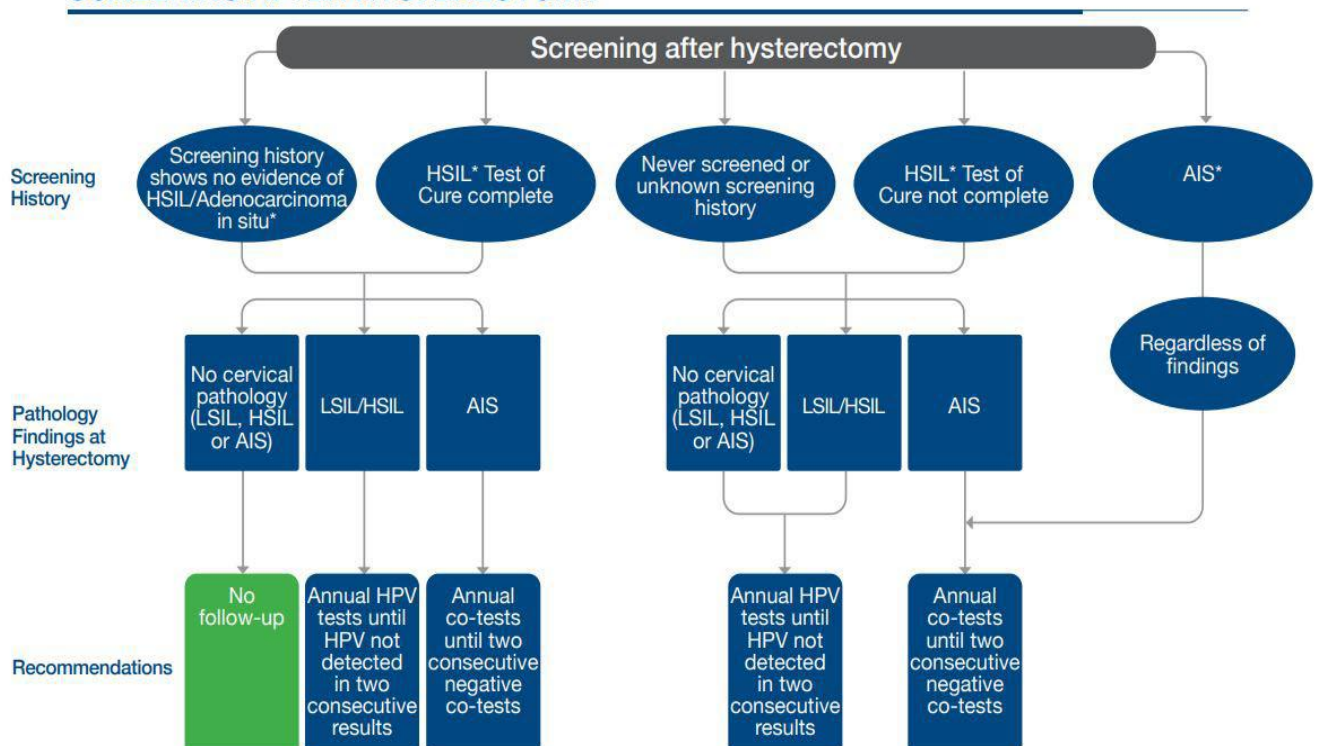 Screening after hysterectomy
Screening
History
Screening history
shows no evidence of
HSIL/Adenocarcinoma
in situ*
HSIL* Test of
Cure complete
Never screened or
unknown screening
history
HSIL* Test of
Cure not complete
AIS*
Regardless of
findings
Pathology
Findings at
Hysterectomy
No cervical
pathology
(LSIL, HSIL
or AIS)
LSIL/HSIL
AIS
No cervical
pathology
(LSIL, HSIL
or AIS)
LSIL/HSIL
AIS
Recommendations
No
follow-up
Annual HPV
tests until
HPV not
detected
in two
consecutive
results
Annual
co-tests
until two
consecutive
negative
co-tests
Annual HPV
tests until
HPV not
detected
in two
consecutive
results
Annual
co-tests
until two
consecutive
negative
co-tests